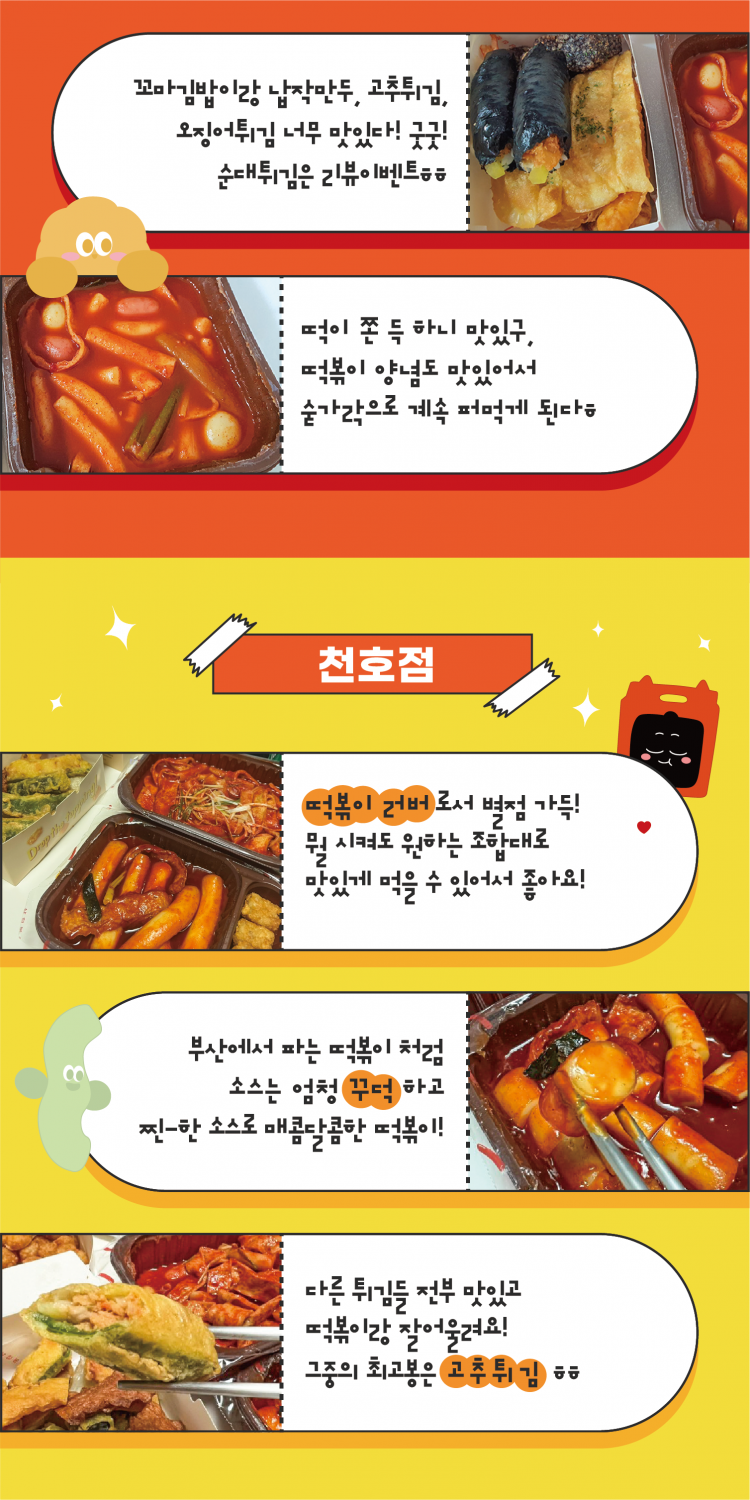 꼬마김밥이랑 납작만두, 고추튀김,
오징어튀김 너무 맛있다! 굿굿!
순대튀김은 리뷰이벤트ㅎㅎ
떡이 쫀 득 하니 맛있구,
떡볶이 양념도 맛있어서
숟가락으로 계속 퍼먹게 된다ㅎ
천호점
떡볶이 러버로서 별점 가득!
뭘 시켜도 원하는 조합대로
맛있게 먹을 수 있어서 좋아요!
부산에서 파는 떡볶이 처럼
소스는 엄청 꾸덕 하고
찐-한 소스로 매콤달콤한 떡볶이!
다른 튀김들 전부 맛있고
떡볶이랑 잘어울려요!
그중의 최고봉은 고추튀김 ㅎㅎ